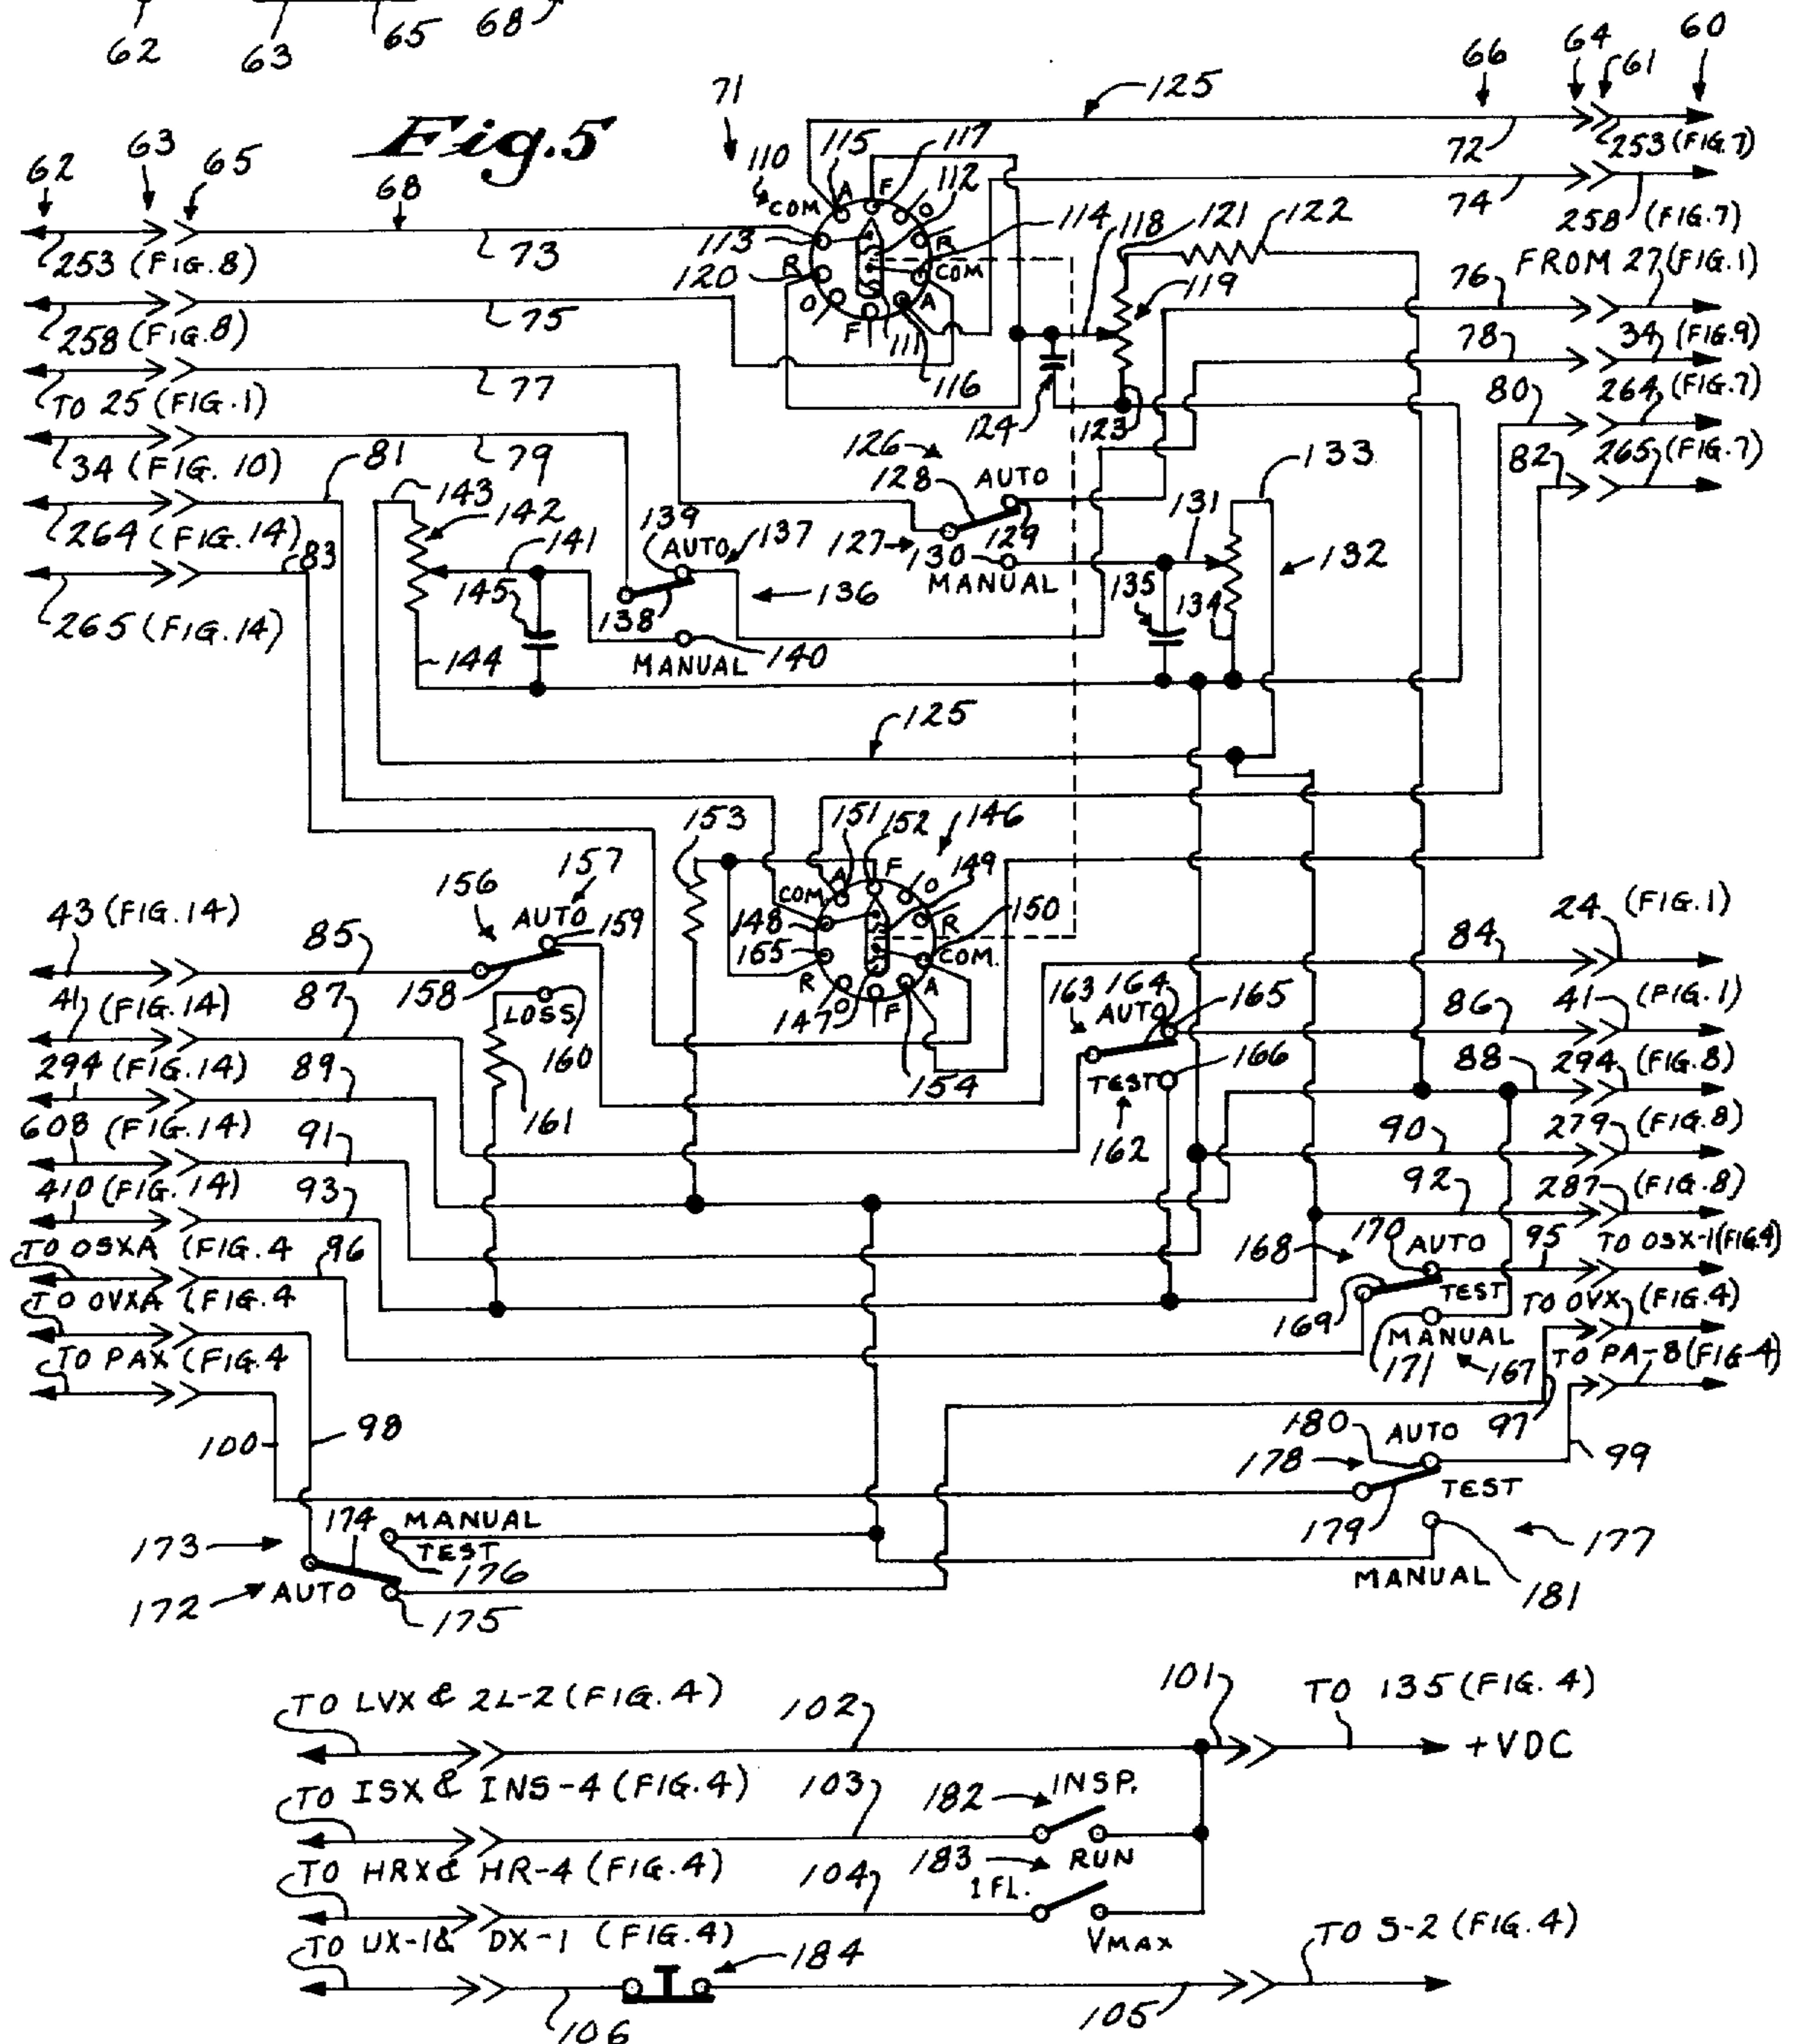 62
63
65
68
Fig.5
71
125
66
64
61
60
62
63
65
68
110
115
117
112
A
F
O
COM
R
113
114
118
121
122
120
R
COM
O
F
A
111
116
119
72
253 (FIG.7)
74
258 (FIG.7)
253 (FIG.8)
73
FROM 27 (FIG.1)
76
258 (FIG.8)
75
78
34 (FIG.9)
TO 25 (FIG.1)
77
80
264 (FIG.7)
34 (FIG.10)
79
81
82
265 (FIG.7)
124
123
126
128
AUTO
129
133
131
264 (FIG.14)
83
143
142
141
139
AUTO
137
127
130
MANUAL
132
265 (FIG.14)
145
138
136
135
134
144
MANUAL
140
125
153
151
152
146
A
F
O
149
COM
148
R
150
165
COM.
R
O
F
A
147
154
43 (FIG.14)
85
156
157
AUTO
159
158
84
24 (FIG.1)
41 (FIG.14)
87
LOSS
160
161
163
164
AUTO
165
86
41 (FIG.1)
294 (FIG.14)
89
TEST
166
162
88
294 (FIG.8)
608 (FIG.14)
91
90
279 (FIG.8)
410 (FIG.14)
93
92
287 (FIG.8)
TO OSXA (FIG.4
96
168
170
AUTO
95
TO OSX-1 (FIG.4)
TO OVXA (FIG.4
169
TEST
TO OVX (FIG.4)
TO PAX (FIG.4
MANUAL
171
167
TO PA-8 (FIG-4)
100
98
180
AUTO
97
178
99
TEST
179
177
MANUAL
181
173
174
MANUAL
TEST
176
172
AUTO
175
TO LVX & 2L-2 (FIG. 4)
102
101
TO 135 (FIG. 4)
+VDC
TO ISX & INS-4 (FIG. 4)
103
182
INSP.
TO HRX & HR-4 (FIG. 4)
104
183
RUN
1 FL.
VMAX
TO UX-1 & DX-1 (FIG.4)
184
TO S-2 (FIG. 4)
106
105